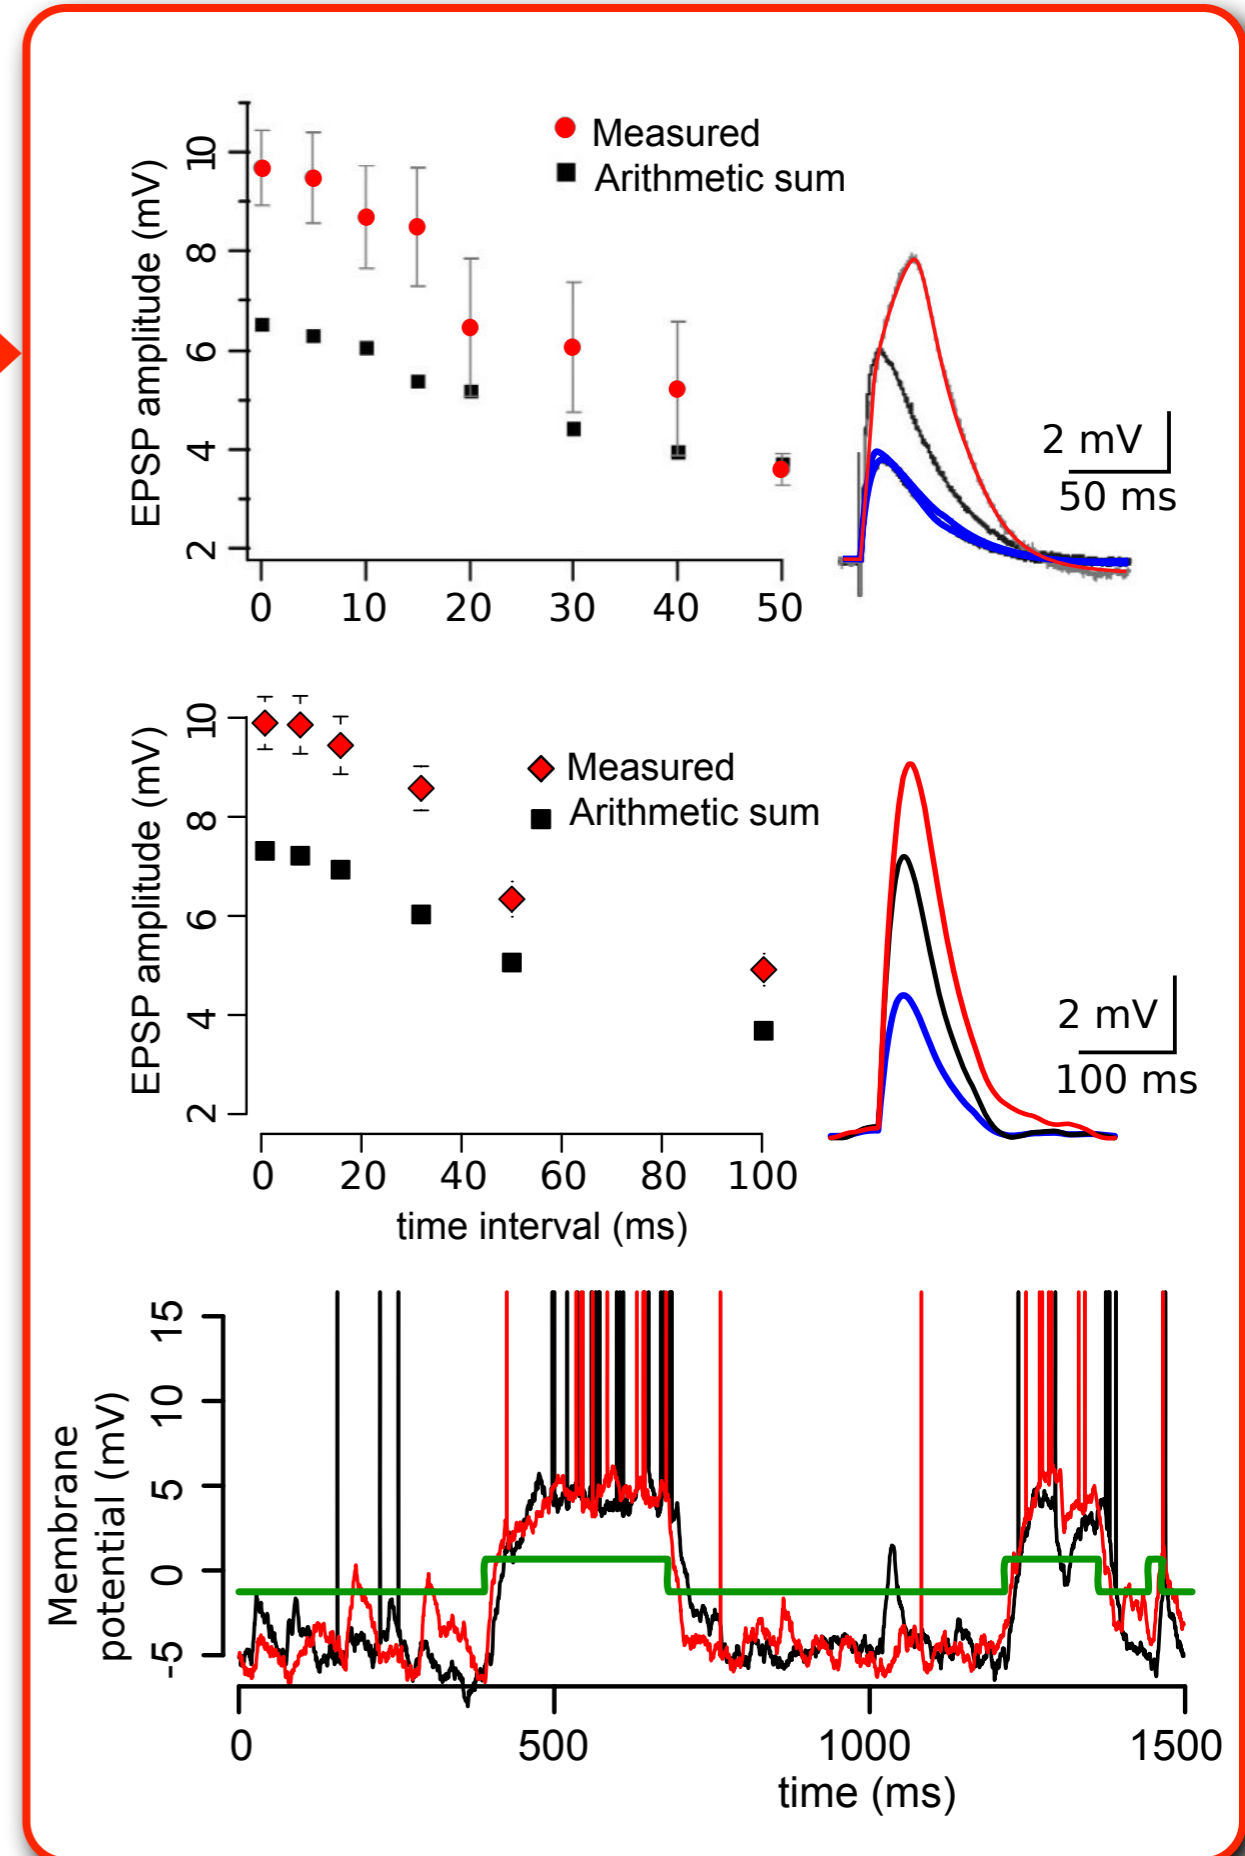 Measured
Arithmetic sum
EPSP amplitude (mV)
10
8
6
4
2
0 10 20 30 40 50
2 mV
50 ms
Measured
Arithmetic sum
EPSP amplitude (mV)
10
8
6
4
2
0 20 40 60 80 100
time interval (ms)
2 mV
100 ms
Membrane
potential (mV)
15
10
5
0
-5
0 500 1000 1500
time (ms)